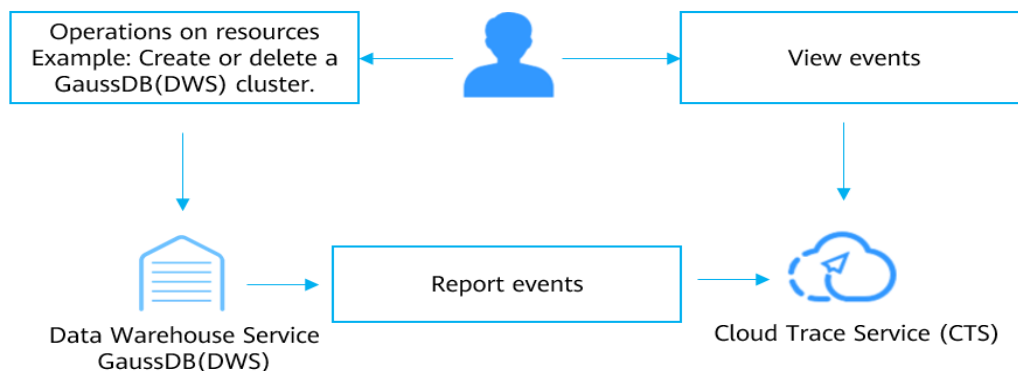 Operations on resources
Example: Create or delete a
GaussDB(DWS) cluster.
View events
Report events
Data Warehouse Service
GaussDB(DWS)
Cloud Trace Service (CTS)